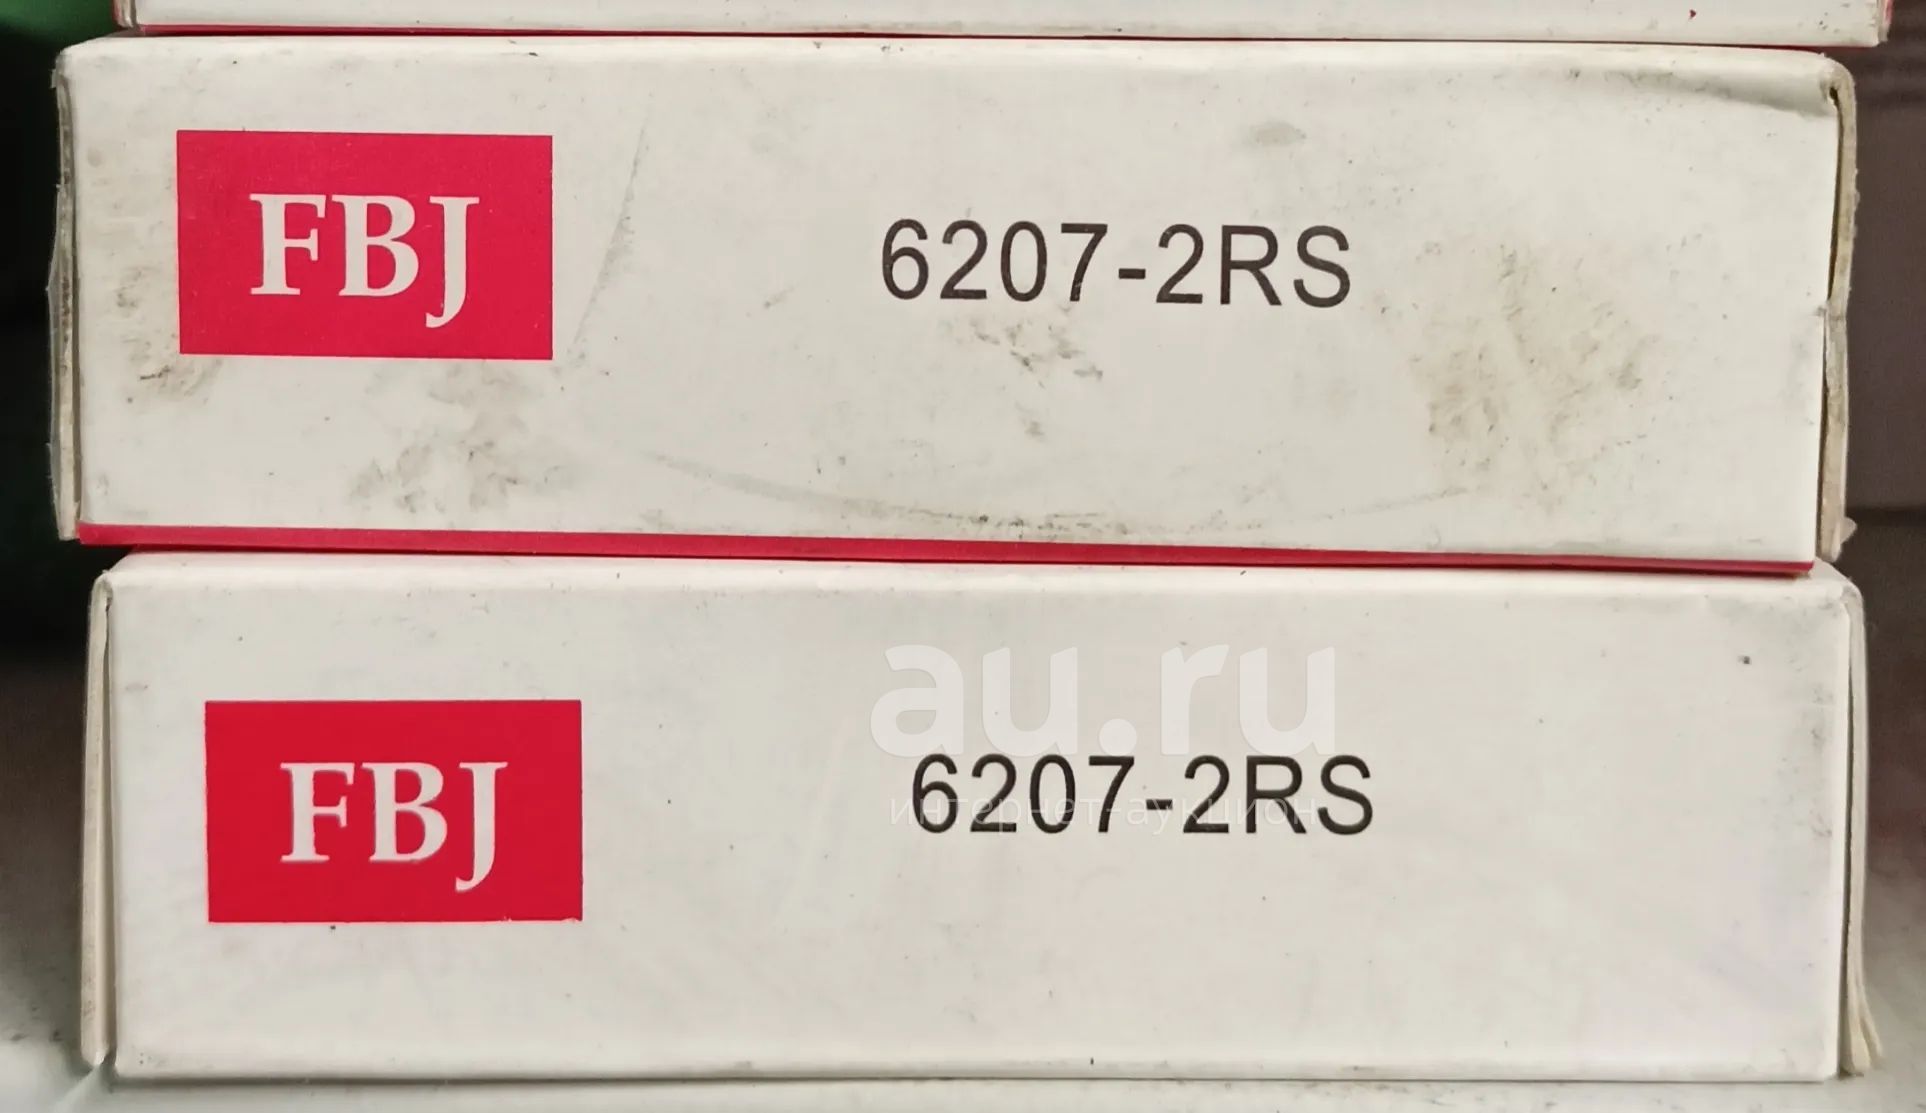 FBJ
6207-2RS
au.ru
FBJ
6207-2RS
интернет-аукцион